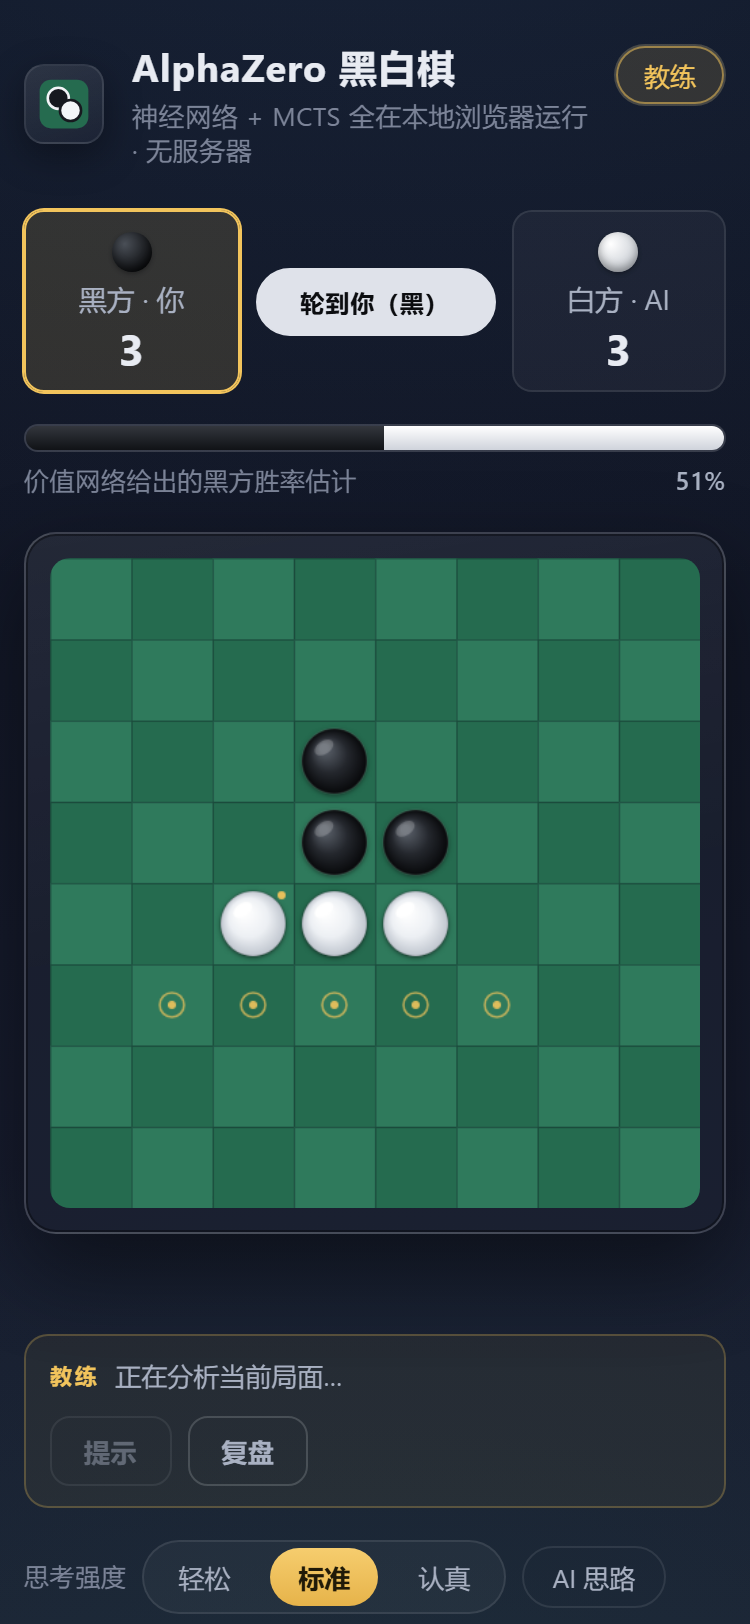 AlphaZero 黑白棋
神经网络 + MCTS 全在本地浏览器运行
· 无服务器
教练
黑方 · 你
3
轮到你（黑）
白方 · AI
3
价值网络给出的黑方胜率估计
51%
教练 正在分析当前局面...
提示
复盘
思考强度
轻松
标准
认真
AI 思路